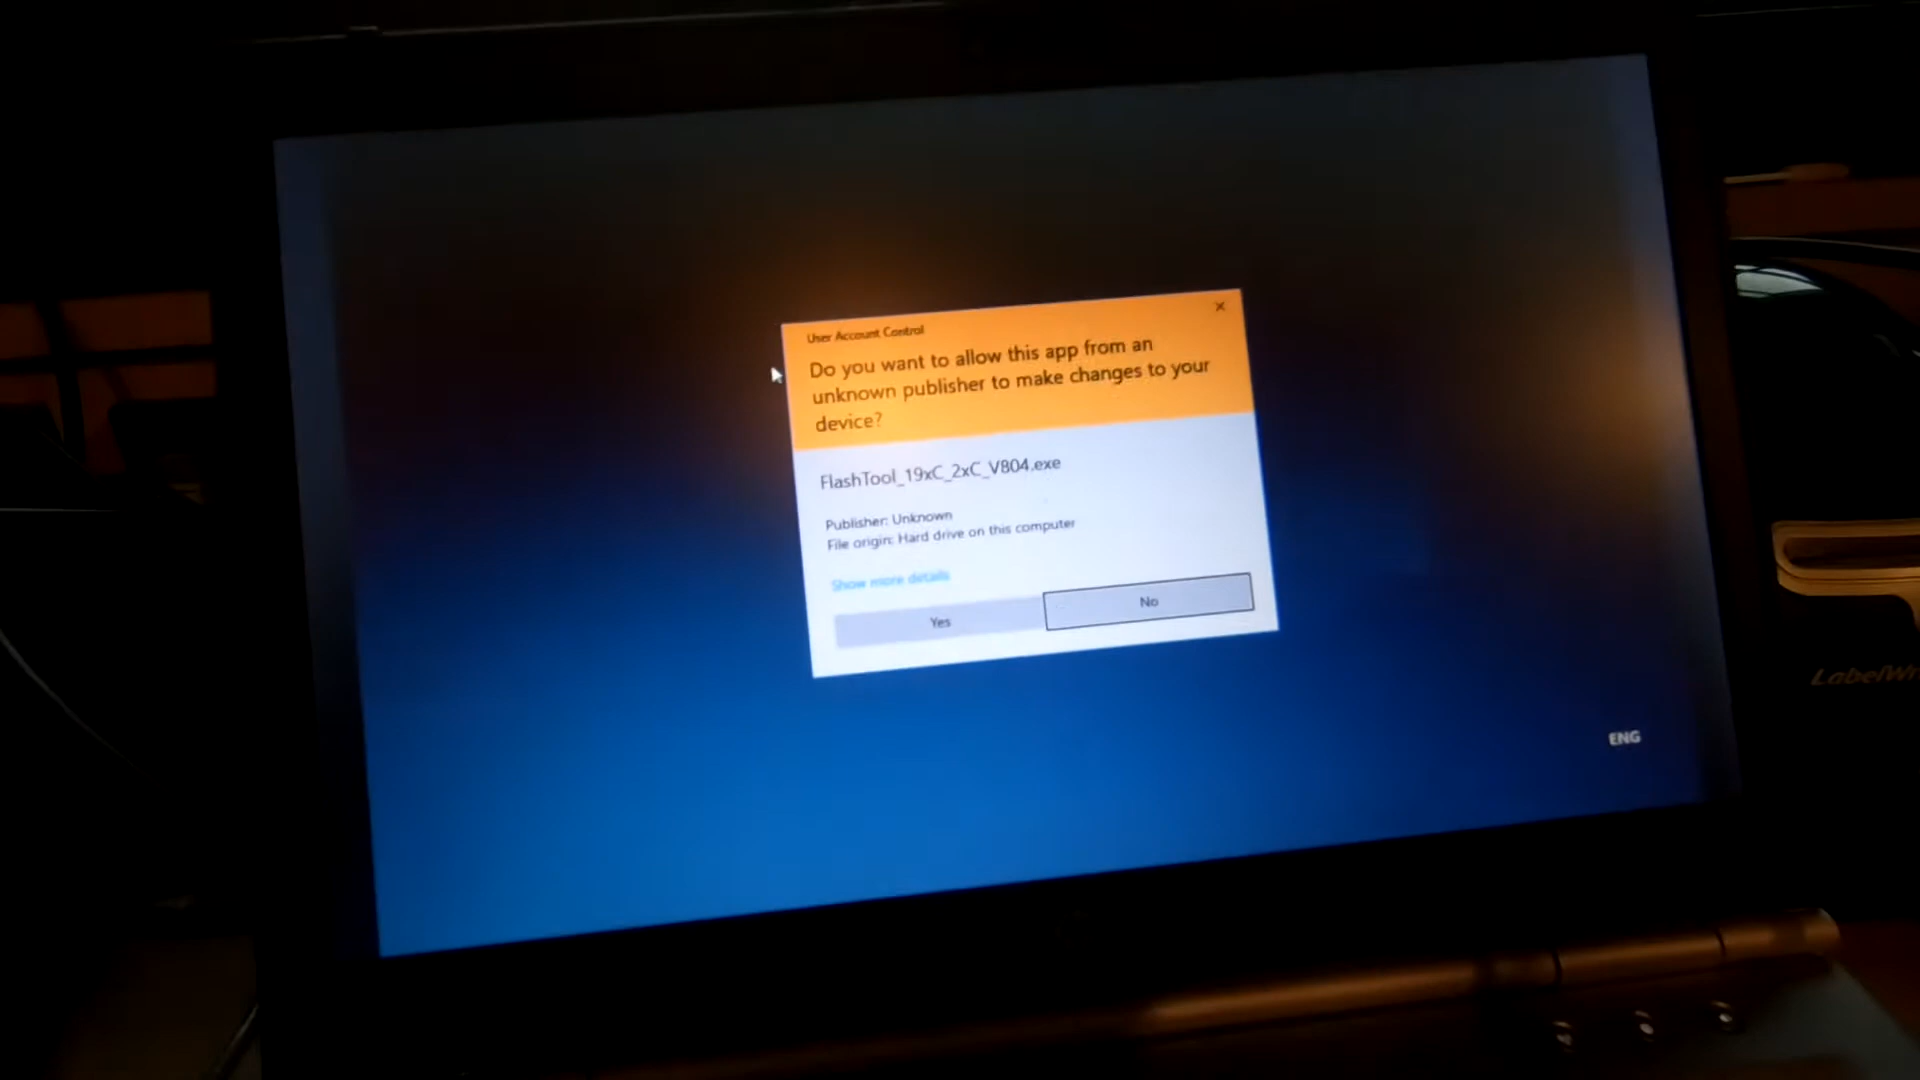 User Account Control
×
Do you want to allow this app from an
unknown publisher to make changes to your
device?
FlashTool_19xC_2xC_V804.exe
Publisher: Unknown
File origin: Hard drive on this computer
Show more details
Yes
No
ENG